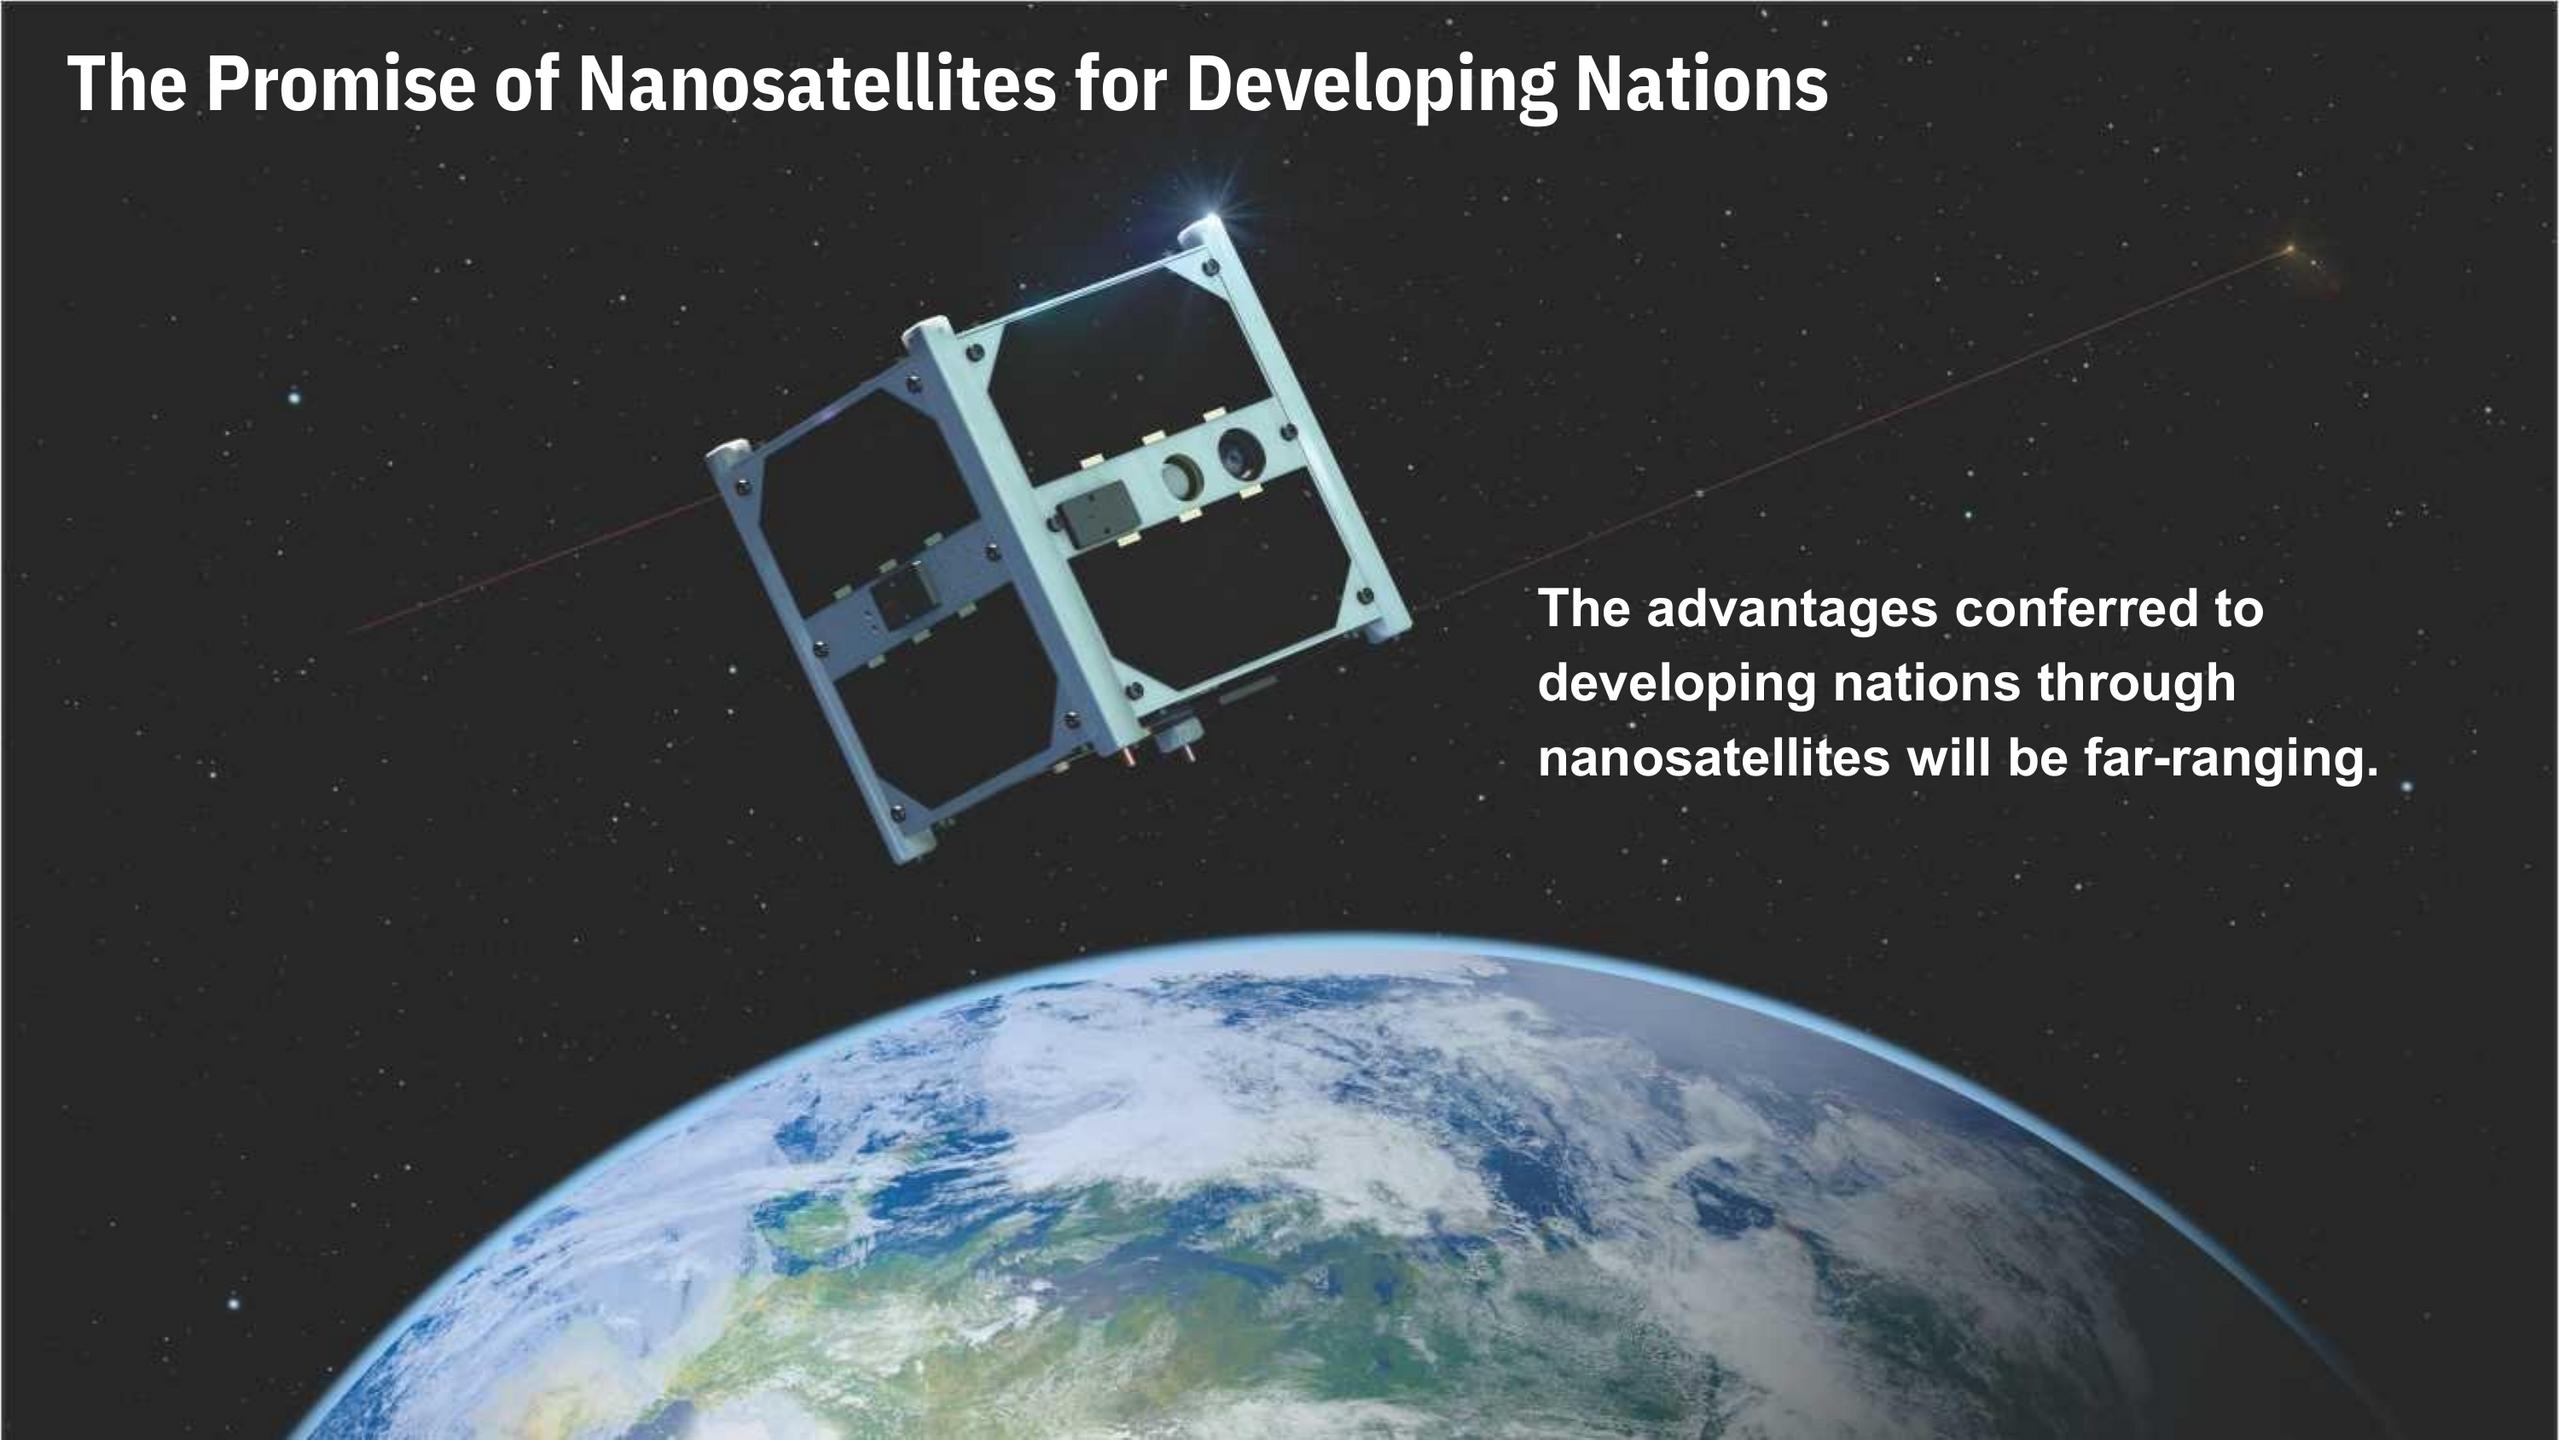 The Promise of Nanosatellites for Developing Nations
The advantages conferred to
developing nations through
nanosatellites will be far-ranging.